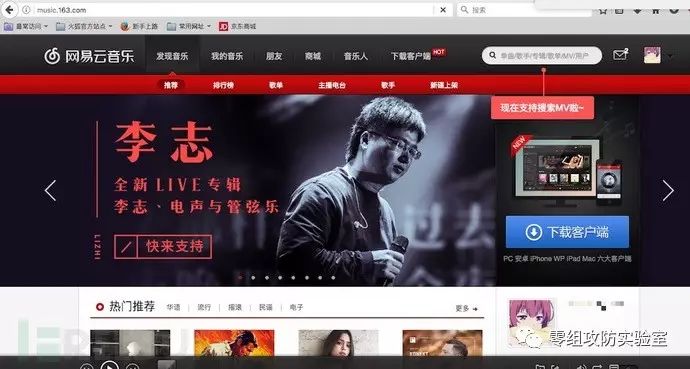 music.163.com
搜索
最常访问 火狐官方站点 新手上路 常用网址 京东商城
网易云音乐 发现音乐 我的音乐 朋友 商城 音乐人 下载客户端 HOT
单曲/歌手/专辑/歌单/MV/用户
推荐 排行榜 歌单 主播电台 歌手 新碟上架
现在支持搜索MV啦~
李志
全新LIVE专辑
李志、电声与管弦乐
LIZHI
快来支持
NEW
下载客户端
PC 安卓 iPhone WP iPad Mac 六大客户端
热门推荐 华语 流行 摇滚 民谣 电子 更多
零组攻防实验室